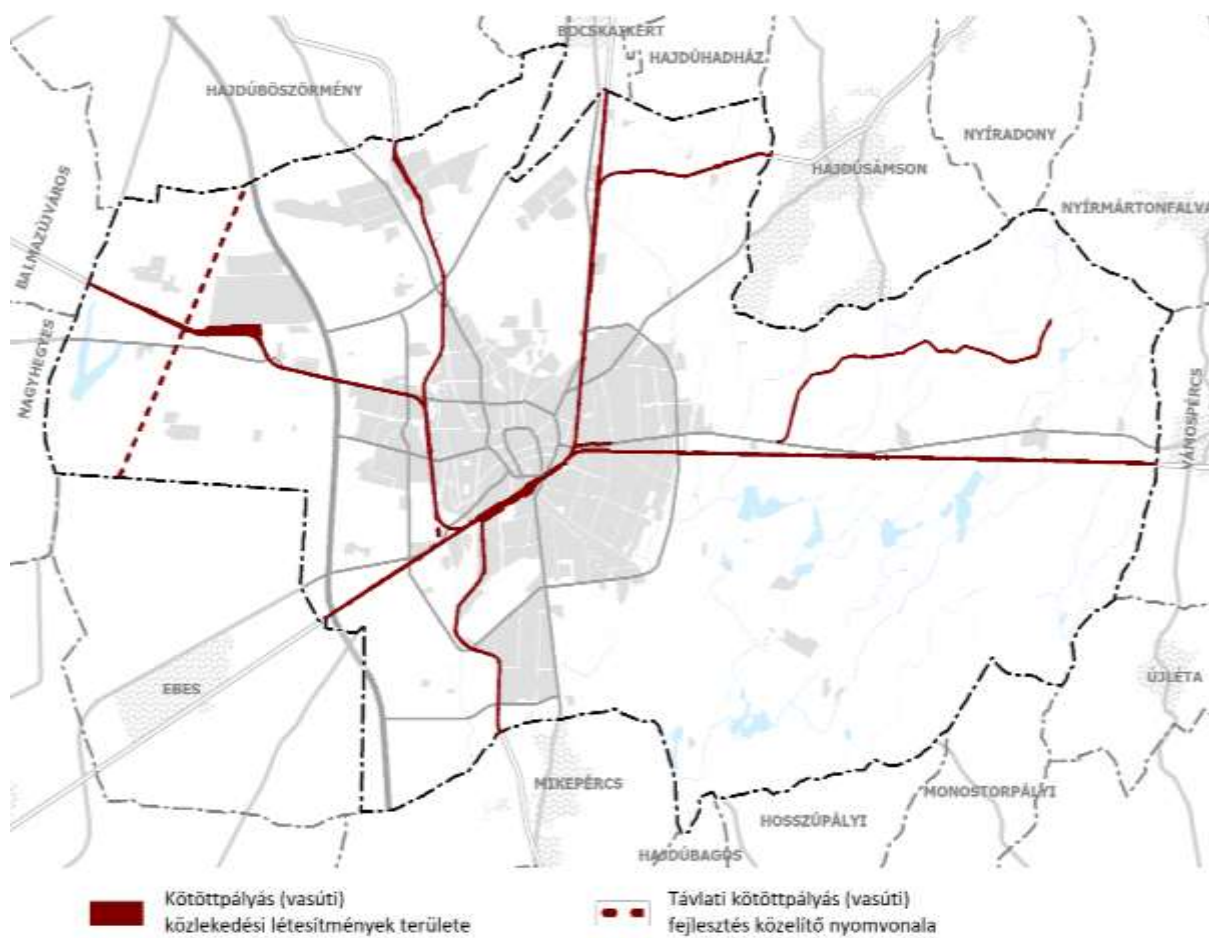 BOCSKAIKERT
HAJDÚHADHÁZ
HAJDÚBÖSZÖRMÉNY
NYÍRADONY
HAJDÚSÁMSON
NYÍRMÁRTONFALVA
BALMAZÚJVÁROS
NAGYHEGYES
VÁMOSPÉRCS
EBES
ÚJLÉTA
MIKEPÉRCS
MONOSTORPÁLYI
HOSSZÚPÁLYI
HAJDÚBAGOS
Kötöttpályás (vasúti)
közlekedési létesítmények területe
Távlati kötöttpályás (vasúti)
fejlesztés közelítő nyomvonala